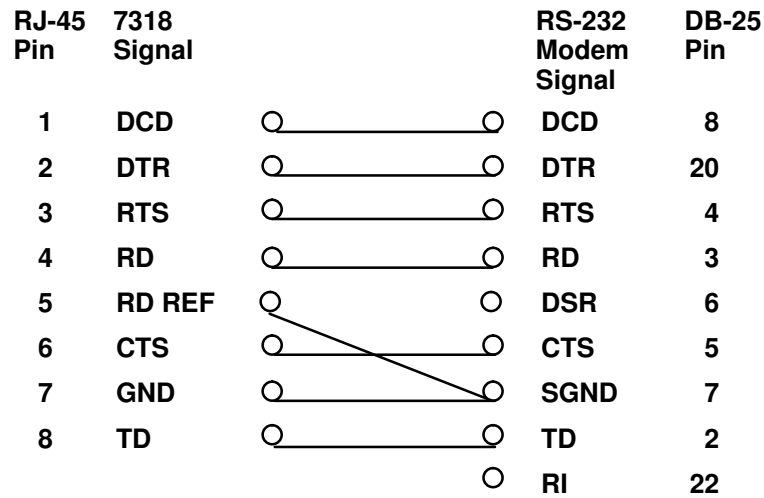 RJ-45 7318 RS-232 DB-25
Pin Signal Modem Pin
Signal
1 DCD DCD 8
2 DTR DTR 20
3 RTS RTS 4
4 RD RD 3
5 RD REF DSR 6
6 CTS CTS 5
7 GND SGND 7
8 TD TD 2
RI 22